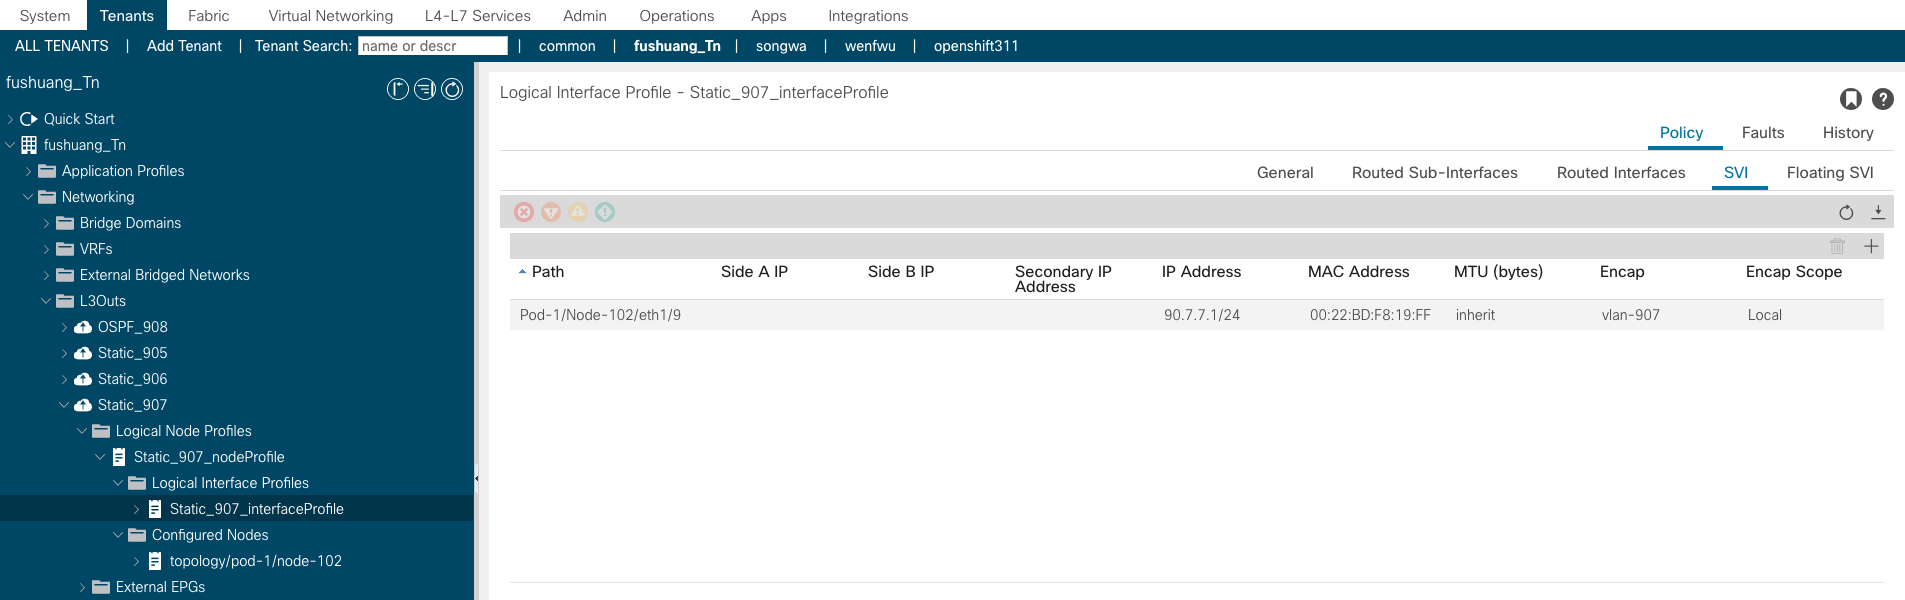 System Tenants Fabric Virtual Networking L4-L7 Services Admin Operations Apps Integrations
ALL TENANTS | Add Tenant | Tenant Search: name or descr | common | fushuang_Tn | songwa | wenfwu | openshift311
fushuang_Tn
Quick Start
fushuang_Tn
Application Profiles
Networking
Bridge Domains
VRFs
External Bridged Networks
L3Outs
OSPF_908
Static_905
Static_906
Static_907
Logical Node Profiles
Static_907_nodeProfile
Logical Interface Profiles
Static_907_interfaceProfile
Configured Nodes
topology/pod-1/node-102
External EPGs
Logical Interface Profile - Static_907_interfaceProfile
Policy Faults History
General Routed Sub-Interfaces Routed Interfaces SVI Floating SVI
Path Side A IP Side B IP Secondary IP Address IP Address MAC Address MTU (bytes) Encap Encap Scope
Pod-1/Node-102/eth1/9 90.7.7.1/24 00:22:BD:F8:19:FF inherit vlan-907 Local